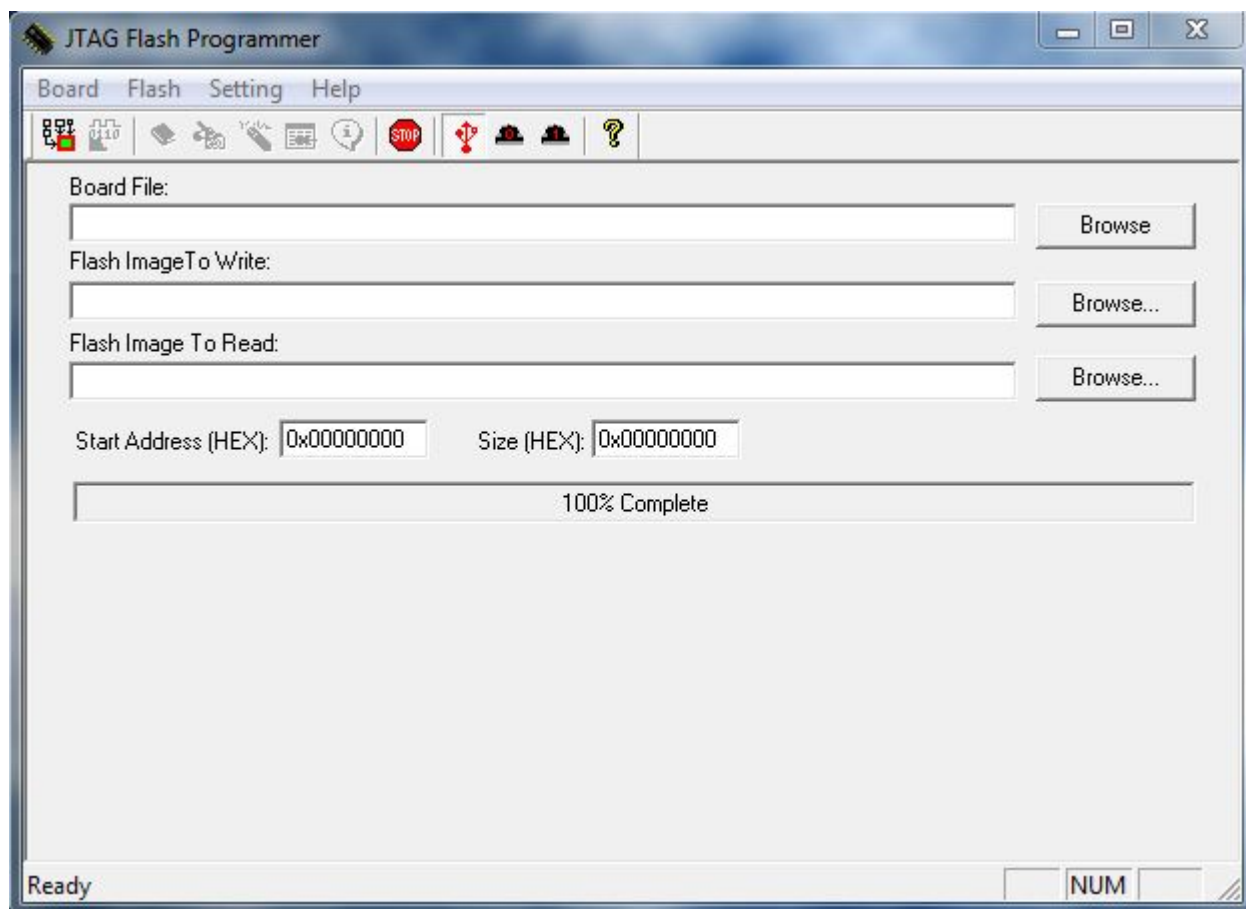 JTAG Flash Programmer
Board Flash Setting Help
STOP
Board File:
Browse
Flash ImageTo Write:
Browse...
Flash Image To Read:
Browse...
Start Address (HEX): 0x00000000 Size (HEX): 0x00000000
100% Complete
Ready NUM